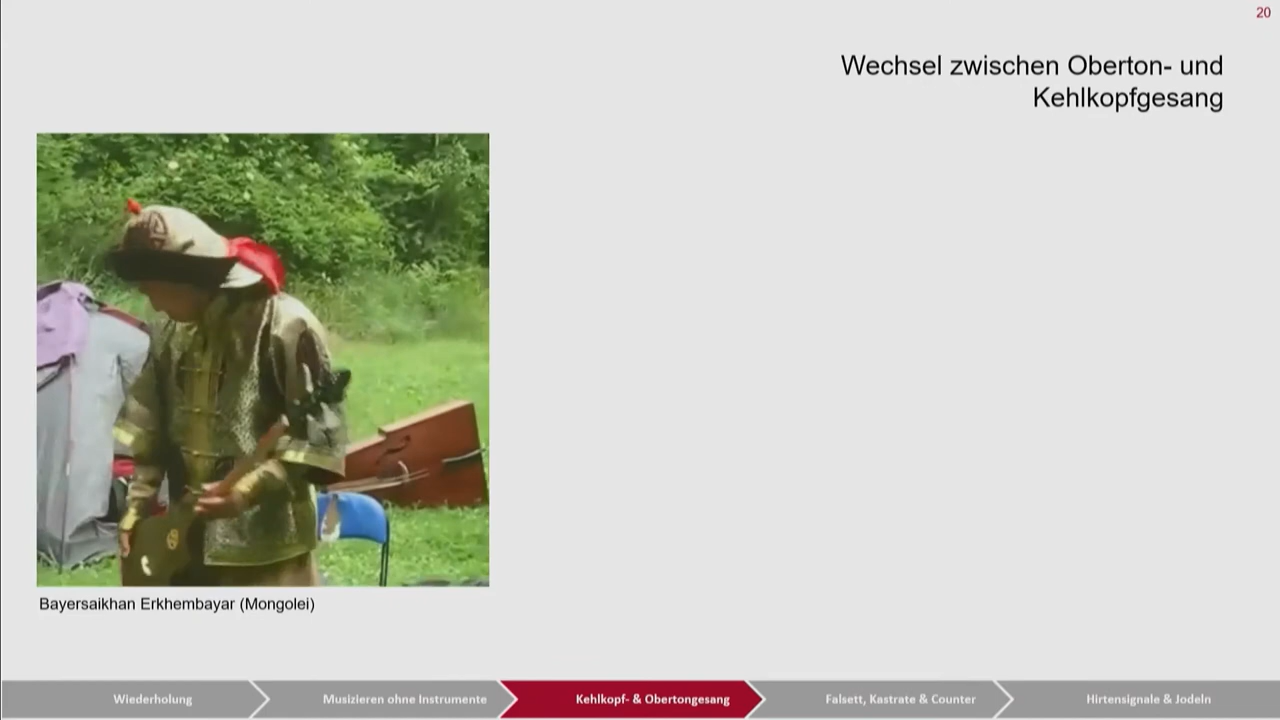 20
Wechsel zwischen Oberton- und
Kehlkopfgesang
Bayersaikhan Erkhembayar (Mongolei)
Wiederholung
Musizieren ohne Instrumente
Kehlkopf- & Obertongesang
Falsett, Kastrate & Counter
Hirtensignale & Jodeln